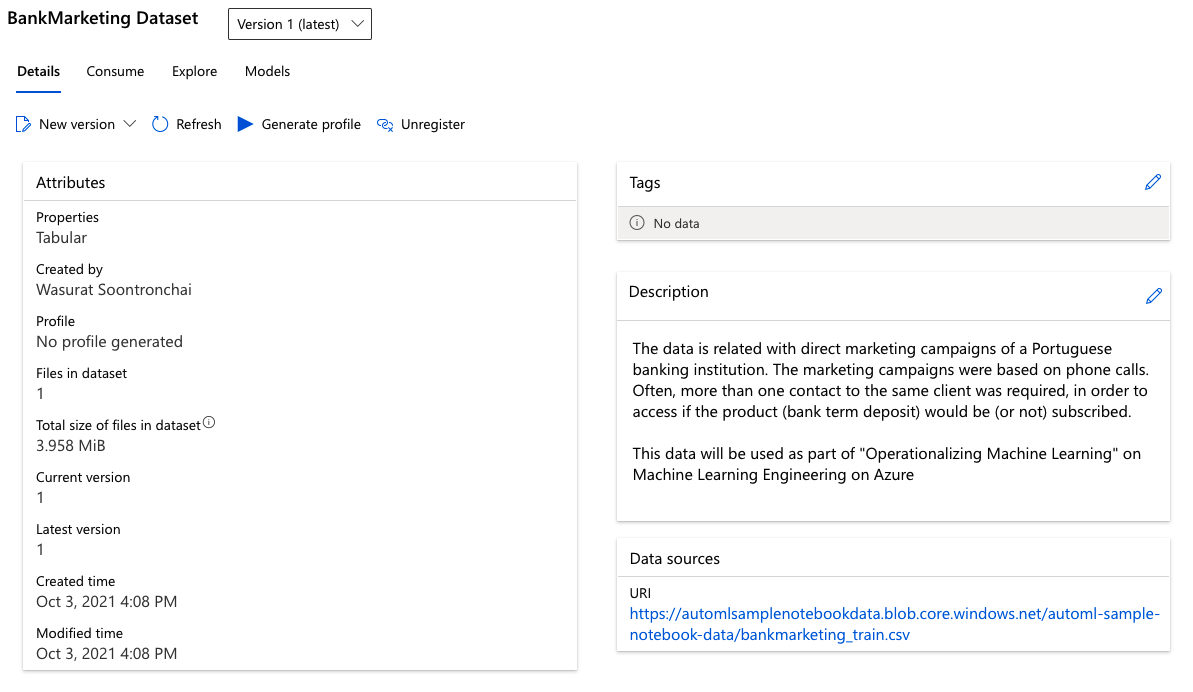 BankMarketing Dataset
Version 1 (latest)
Details Consume Explore Models
New version Refresh Generate profile Unregister
Attributes
Properties
Tabular
Created by
Wasurat Soontronchai
Profile
No profile generated
Files in dataset
1
Total size of files in dataset
3.958 MiB
Current version
1
Latest version
1
Created time
Oct 3, 2021 4:08 PM
Modified time
Oct 3, 2021 4:08 PM
Tags
No data
Description
The data is related with direct marketing campaigns of a Portuguese
banking institution. The marketing campaigns were based on phone calls.
Often, more than one contact to the same client was required, in order to
access if the product (bank term deposit) would be (or not) subscribed.
This data will be used as part of "Operationalizing Machine Learning" on
Machine Learning Engineering on Azure
Data sources
URI
https://automlsamplenotebookdata.blob.core.windows.net/automl-sample-
notebook-data/bankmarketing_train.csv